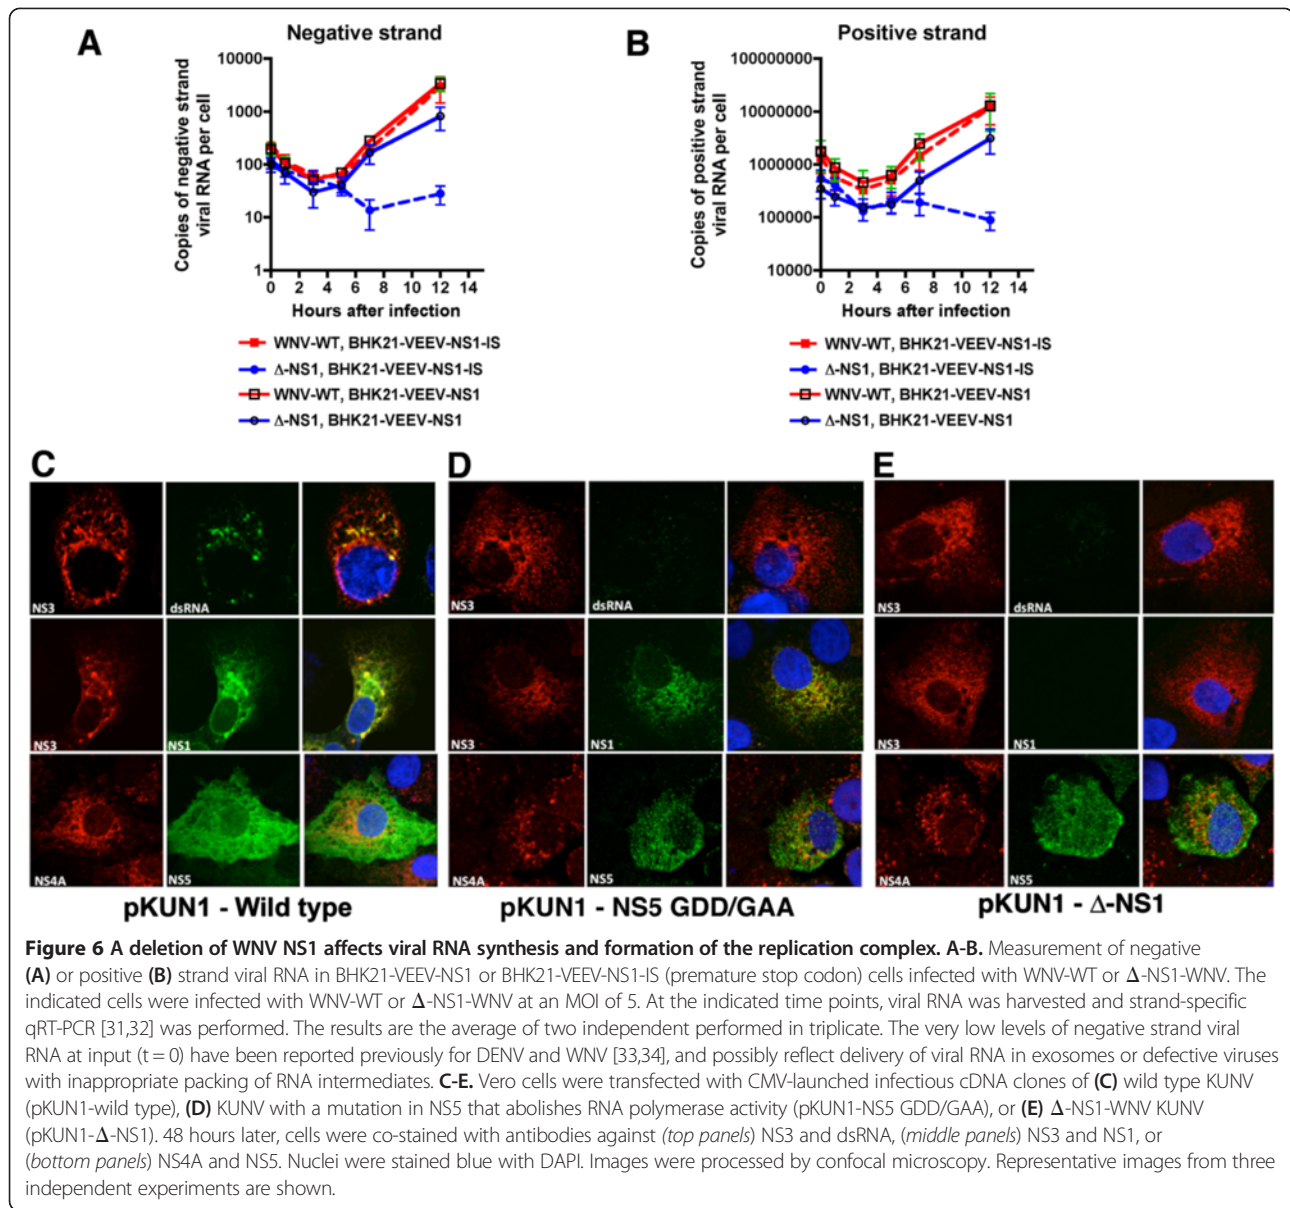 A
Negative strand
Copies of negative strand
viral RNA per cell
10000
1000
100
10
1
0 2 4 6 8 10 12 14
Hours after infection
WNV-WT, BHK21-VEEV-NS1-IS
Δ-NS1, BHK21-VEEV-NS1-IS
WNV-WT, BHK21-VEEV-NS1
Δ-NS1, BHK21-VEEV-NS1
B
Positive strand
Copies of positive strand
viral RNA per cell
100000000
10000000
1000000
100000
10000
0 2 4 6 8 10 12 14
Hours after infection
WNV-WT, BHK21-VEEV-NS1-IS
Δ-NS1, BHK21-VEEV-NS1-IS
WNV-WT, BHK21-VEEV-NS1
Δ-NS1, BHK21-VEEV-NS1
C
NS3 dsRNA
NS3 NS1
NS4A NS5
pKUN1 - Wild type
D
NS3 dsRNA
NS3 NS1
NS4A NS5
pKUN1 - NS5 GDD/GAA
E
NS3 dsRNA
NS3 NS1
NS4A NS5
pKUN1 - Δ-NS1
Figure 6 A deletion of WNV NS1 affects viral RNA synthesis and formation of the replication complex. A-B. Measurement of negative
(A) or positive (B) strand viral RNA in BHK21-VEEV-NS1 or BHK21-VEEV-NS1-IS (premature stop codon) cells infected with WNV-WT or Δ-NS1-WNV. The
indicated cells were infected with WNV-WT or Δ-NS1-WNV at an MOI of 5. At the indicated time points, viral RNA was harvested and strand-specific
qRT-PCR [31,32] was performed. The results are the average of two independent performed in triplicate. The very low levels of negative strand viral
RNA at input (t = 0) have been reported previously for DENV and WNV [33,34], and possibly reflect delivery of viral RNA in exosomes or defective viruses
with inappropriate packing of RNA intermediates. C-E. Vero cells were transfected with CMV-launched infectious cDNA clones of (C) wild type KUNV
(pKUN1-wild type), (D) KUNV with a mutation in NS5 that abolishes RNA polymerase activity (pKUN1-NS5 GDD/GAA), or (E) Δ-NS1-WNV KUNV
(pKUN1-Δ-NS1). 48 hours later, cells were co-stained with antibodies against (top panels) NS3 and dsRNA, (middle panels) NS3 and NS1, or
(bottom panels) NS4A and NS5. Nuclei were stained blue with DAPI. Images were processed by confocal microscopy. Representative images from three
independent experiments are shown.